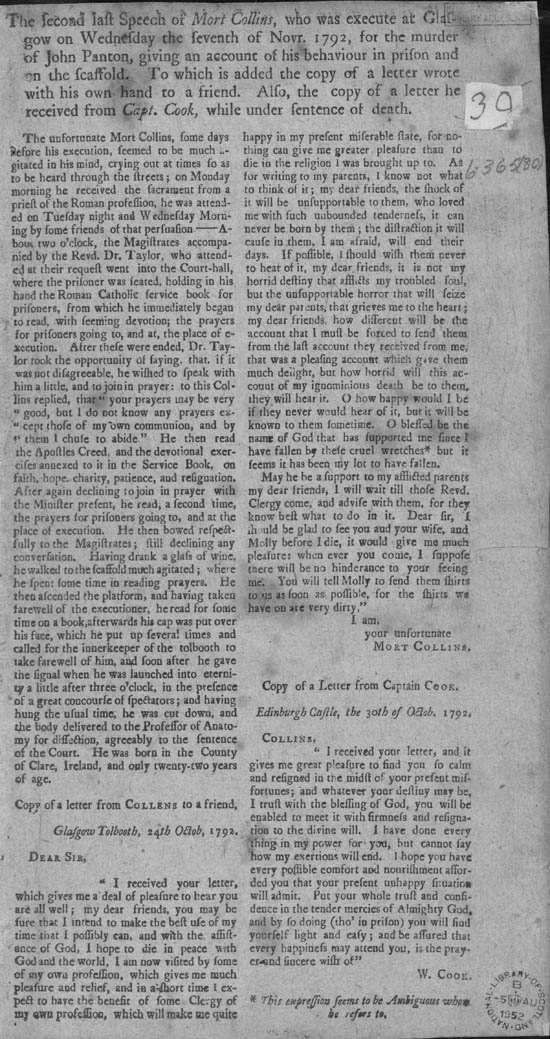 The second last Speech of Mort Collins, who was execute at Glas-
gow on Wednesday the seventh of Novr. 1792, for the murder
of John Panton, giving an account of his behaviour in prison and
on the scaffold. To which is added the copy of a letter wrote
with his own hand to a friend. Also, the copy of a letter he
received from Capt. Cook, while under sentence of death.
30
6.365(30)
The unfortunate Mort Collins, some days
before his execution, seemed to be much a-
gitated in his mind, crying out at times so as
to be heard through the streets; on Monday
morning he received the sacrament from a
priest of the Roman profession, he was attend-
ed on Tuesday night and Wednesday Morn-
ing by some friends of that persuasion——A-
bout two o'clock, the Magistrates accompa-
nied by the Revd. Dr. Taylor, who attend-
ed at their request went into the Court-hall,
where the prisoner was seated, holding in his
hand the Roman Catholic service book for
prisoners, from which he immediately began
to read, with seeming devotion; the prayers
for prisoners going to, and at, the place of e-
xecution. After these were ended, Dr. Tay-
lor took the opportunity of saying, that, if it
was not disagreeable, he wished to speak with
him a little, and to join in prayer: to this Col-
lins replied, that " your prayers may be very
" good, but I do not know any prayers ex-
" cept those of my own communion, and by
" them I chuse to abide" He then read
the Apostles Creed, and the devotional exer-
cises annexed to it in the Service Book, on
faith, hope, charity, patience, and resignation.
After again declining to join in prayer with
the Minister present, he read, a second time,
the prayers for prisoners going to, and at the
place of execution. He then bowed respect-
fully to the Magistrates; still declining any
conversation. Having drank a glass of wine,
he walked to the scaffold much agitated; where
he spent some time in reading prayers. He
then ascended the platform, and having taken
farewell of the executioner, he read for some
time on a book, afterwards his cap was put over
his face, which he put up several times and
called for the innerkeeper of the tolbooth to
take farewell of him, and soon after he gave
the signal when he was launched into eterni-
ty a little after three o'clock, in the presence
of a great concourse of spectators; and having
hung the usual time, he was cut down, and
the body delivered to the Professor of Anato-
my for dissection, agreeably to the sentence
of the Court. He was born in the County
of Clare, Ireland, and only twenty-two years
of age.
Copy of a letter from COLLENS to a friend,
Glasgow Tolbooth, 24th Octob, 1792.
DEAR SIR,
" I received your letter,
which gives me a deal of pleasure to hear you
are all well; my dear friends, you may be
sure that I intend to make the best use of my
time that I possibly can, and with the assist-
ance of God, I hope to die in peace with
God and the world, I am now visited by some
of my own profession, which gives me much
pleasure and relief, and in a short time I ex-
pect to have the benefit of some Clergy of
my own profession, which will make me quite
happy in my present miserable state, for no-
thing can give me greater pleasure than to
die in the religion I was brought up to. As
for writing to my parents, I know not what
to think of it; my dear friends, the shock of
it will be unsupportable to them, who loved
me with such unbounded tenderness, it can
never be born by them; the distraction it will
cause in them, I am afraid, will end their
days. If possible, I should wish them never
to hear of it, my dear friends, it is not my
horrid destiny that afflicts my troubled soul,
but the unsupportable horror that will seize
my dear parents, that grieves me to the heart;
my dear friends, how different will be the
account that I must be forced to send them
from the last account they received from me,
that was a pleasing account which gave them
much delight, but how horrid will this ac-
count of my ignominious death be to them,
they will hear it. O how happy would I be
if they never would hear of it, but it will be
known to them sometime. O blessed be the
name of God that has supported me since I
have fallen by these cruel wretches* but it
seems it has been my lot to have fallen.
May he be a support to my afflicted parents
my dear friends, I will wait till those Revd.
Clergy come, and advise with them, for they
know best what to do in it. Dear Sir, I
should be glad to see you aud your wife, and
Molly before I die, it would give me much
pleasure: when ever you come, I suppose
there will be no hinderance to your seeing
me. You will tell Molly to send them shirts
to us as soon as possible, for the shirts we
have on are very dirty."
I am,
your unfortunate
MORT COLLINS.
Copy of a Letter from Captain COOK.
Edinburgh Castle, the 30th of Octob. 1792.
COLLINS,
" I received your letter, and it
gives me great pleasure to find you so calm
and resigned in the midst of your present mis-
fortunes; and whatever your destiny may be,
I trust with the blessing of God, you will be
enabled to meet it with firmness and resigna-
tion to the divine will. I have done every
thing in my power for you, but cannot say
how my exertions will end. I hope you have
every possible comfort and nourishment affor-
ded you that your present unhappy situation
will admit. Put your whole trust and confi-
dence in the tender mercies of Almighty God,
and by so doing (tho' in prison) you will find
yourself light and easy; and be assured that
every happiness may attend you, is the pray-
er and sincere wish of"
W. COOK.
* This expression seems to be Ambiguous whom
he refers to.
NATIONAL LIBRARY OF SCOTLAND
B
1952